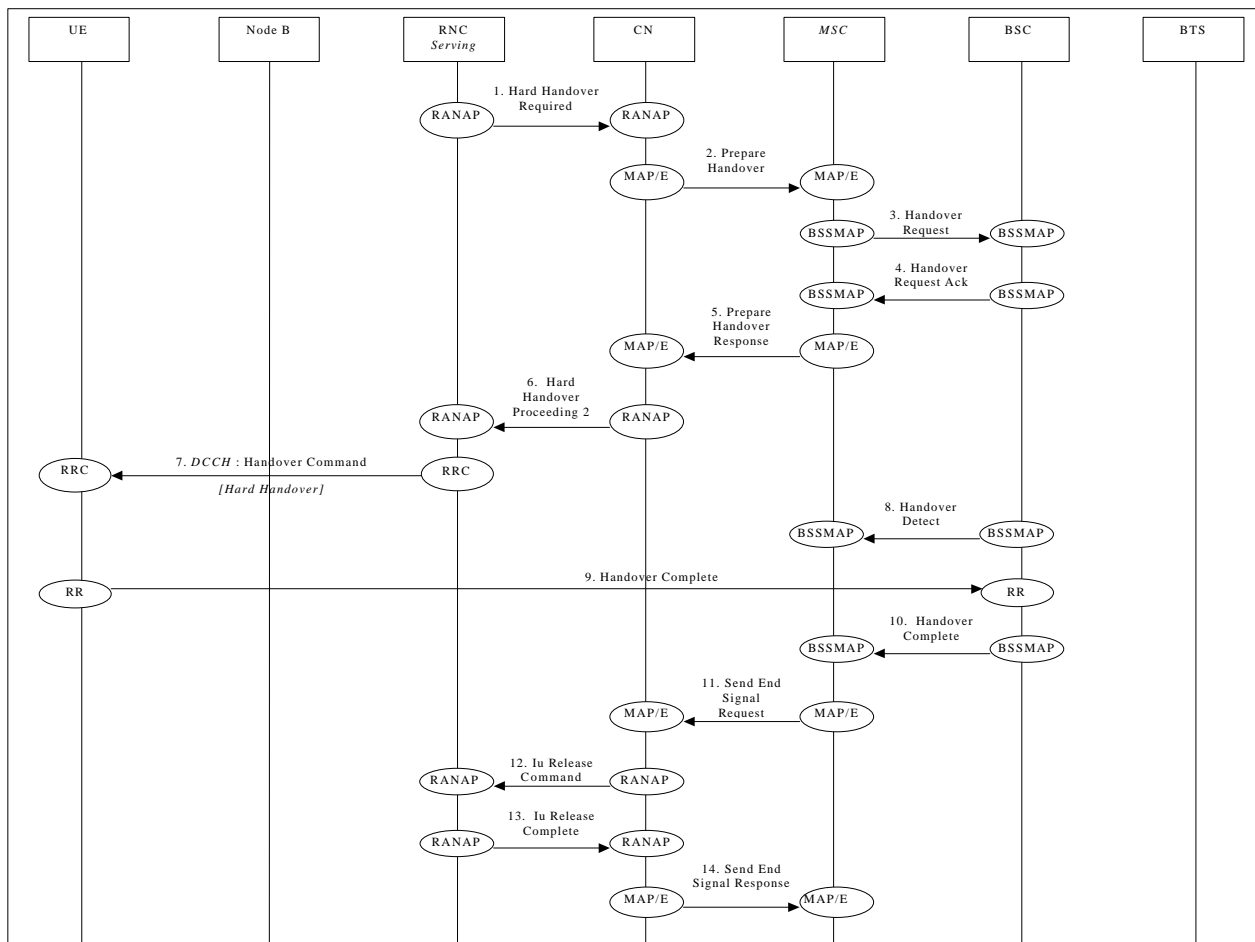 UE
Node B
RNC
Serving
CN
MSC
BSC
BTS
1. Hard Handover
Required
RANAP
RANAP
2. Prepare
Handover
MAP/E
MAP/E
3. Handover
Request
BSSMAP
BSSMAP
4. Handover
Request Ack
BSSMAP
BSSMAP
5. Prepare
Handover
Response
MAP/E
MAP/E
6. Hard
Handover
Proceeding 2
RANAP
RANAP
7. DCCH : Handover Command
RRC
RRC
[Hard Handover]
8. Handover
Detect
BSSMAP
BSSMAP
9. Handover Complete
RR
RR
10. Handover
Complete
BSSMAP
BSSMAP
11. Send End
Signal
Request
MAP/E
MAP/E
12. Iu Release
Command
RANAP
RANAP
13. Iu Release
Complete
RANAP
RANAP
14. Send End
Signal Response
MAP/E
MAP/E